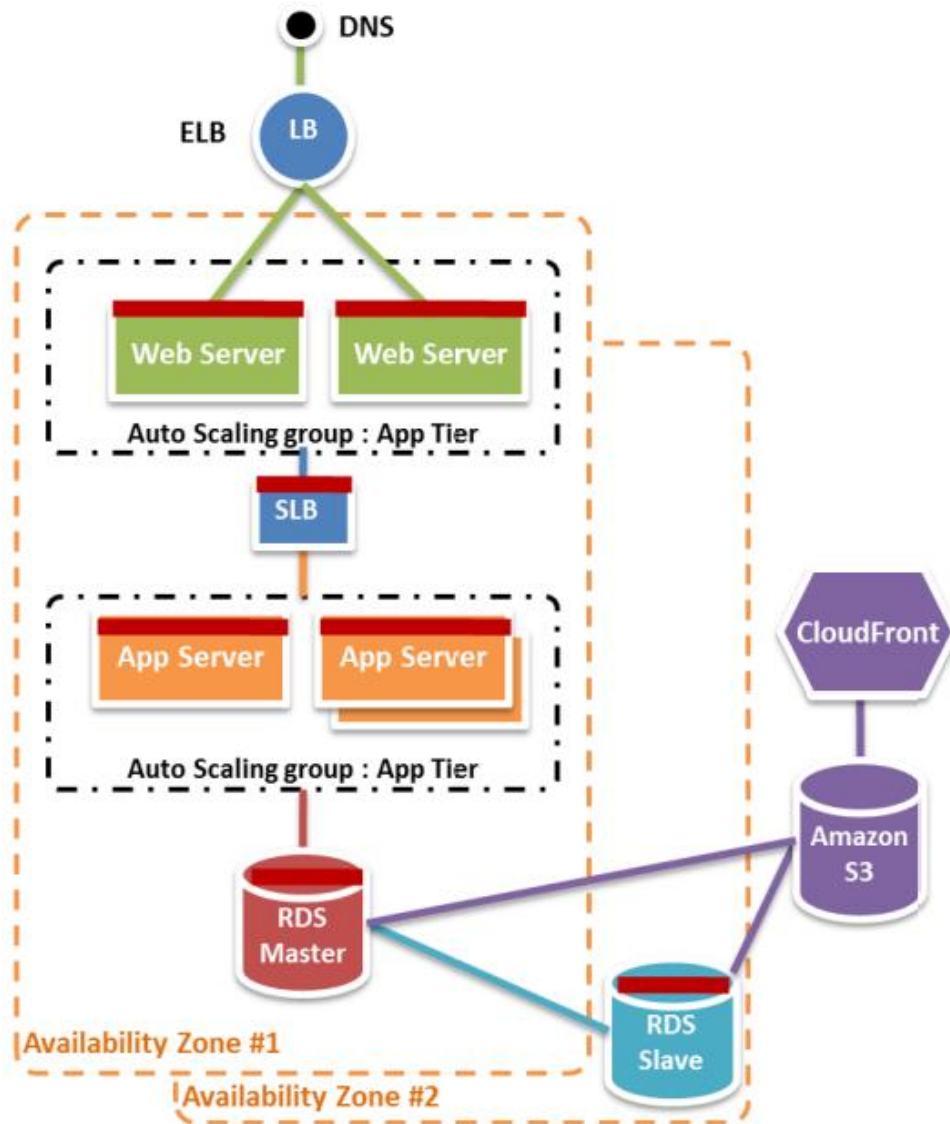 DNS
ELB
LB
Web Server
Web Server
Auto Scaling group : App Tier
SLB
App Server
App Server
Auto Scaling group : App Tier
CloudFront
Amazon
S3
RDS
Master
RDS
Slave
Availability Zone #1
Availability Zone #2